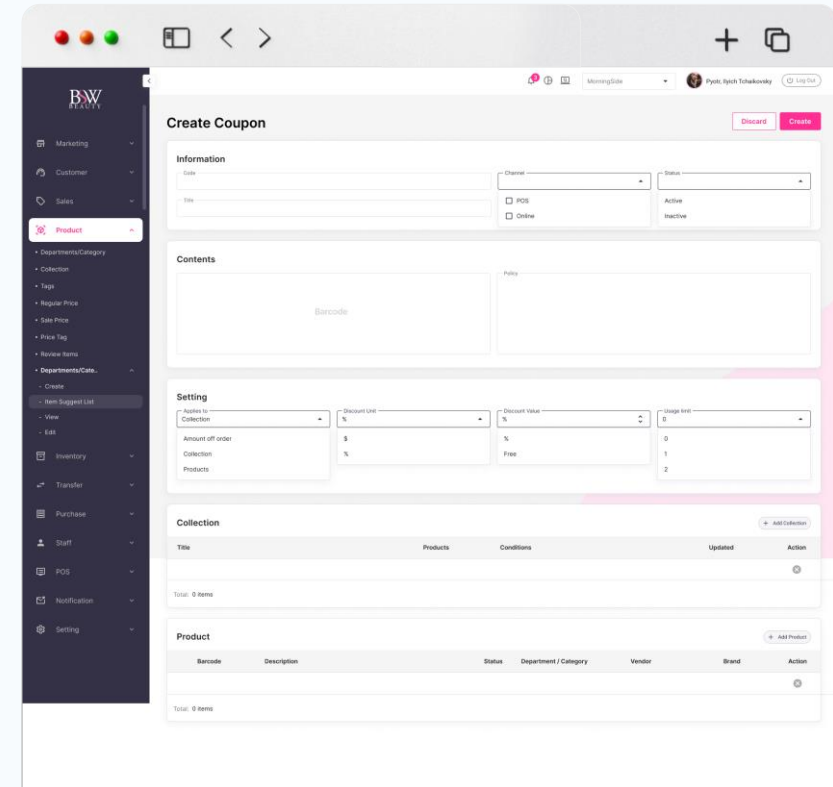 3
MorningSide
Pyotr, Ilyich Tchaikovsky
Log Out
BSW
BEAUTY
Marketing
Customer
Sales
Product
Departments/Category
Collection
Tags
Regular Price
Sale Price
Price Tag
Review Items
Departments/Cate..
- Create
- Item Suggest List
- View
- Edit
Inventory
Transfer
Purchase
Staff
POS
Notification
Setting
Create Coupon
Discard
Create
Information
Code
Title
Channel
POS
Online
Status
Active
Inactive
Contents
Barcode
Policy
Setting
Applies to
Collection
Amount off order
Collection
Products
Discount Unit
%
$
%
Discount Value
%
%
Free
Usage limit
0
0
1
2
Collection
+ Add Collection
Title Products Conditions Updated Action
Total: 0 items
Product
+ Add Product
Barcode Description Status Department / Category Vendor Brand Action
Total: 0 items